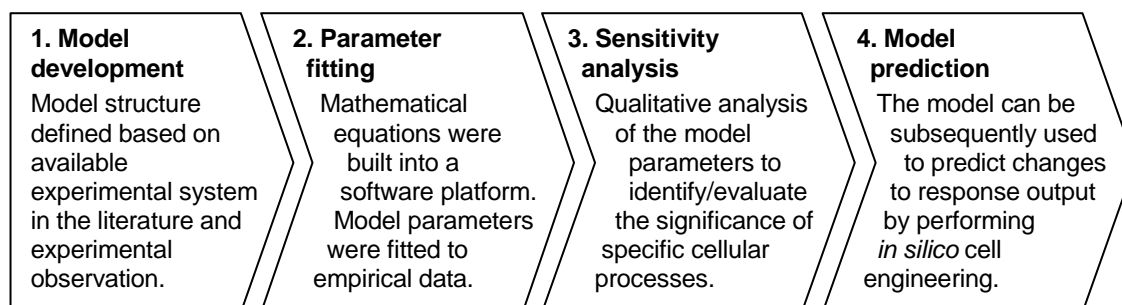 1. Model
development
Model structure
defined based on
available
experimental system
in the literature and
experimental
observation.
2. Parameter
fitting
Mathematical
equations were
built into a
software platform.
Model parameters
were fitted to
empirical data.
3. Sensitivity
analysis
Qualitative analysis
of the model
parameters to
identify/evaluate
the significance of
specific cellular
processes.
4. Model
prediction
The model can be
subsequently used
to predict changes
to response output
by performing
in silico cell
engineering.